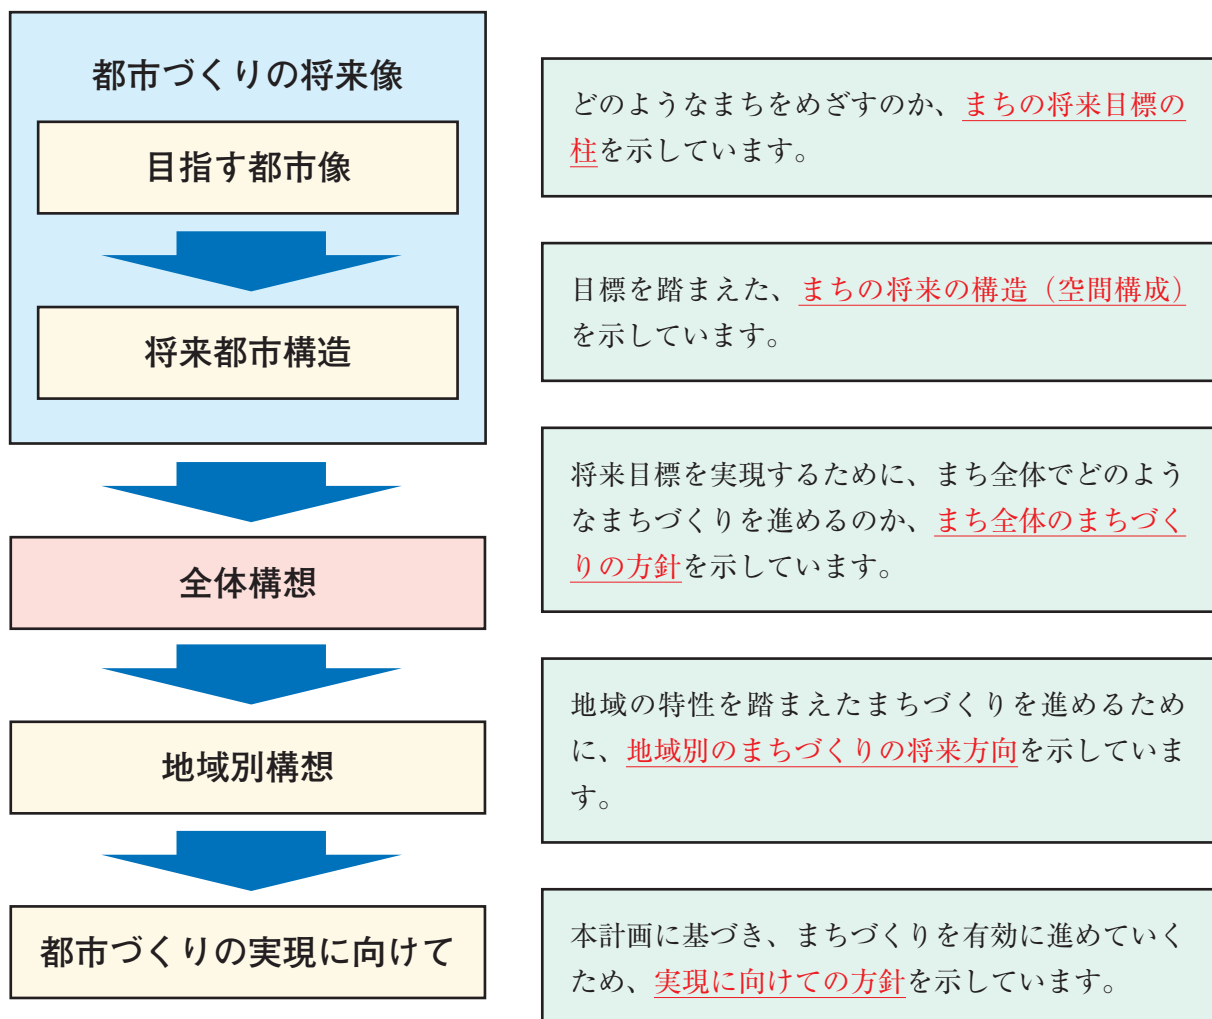 都市づくりの将来像
目指す都市像
将来都市構造
全体構想
地域別構想
都市づくりの実現に向けて
どのようなまちをめざすのか、まちの将来目標の
柱を示しています。
目標を踏まえた、まちの将来の構造（空間構成）
を示しています。
将来目標を実現するために、まち全体でどのよう
なまちづくりを進めるのか、まち全体のまちづく
りの方針を示しています。
地域の特性を踏まえたまちづくりを進めるため
に、地域別のまちづくりの将来方向を示していま
す。
本計画に基づき、まちづくりを有効に進めていく
ため、実現に向けての方針を示しています。